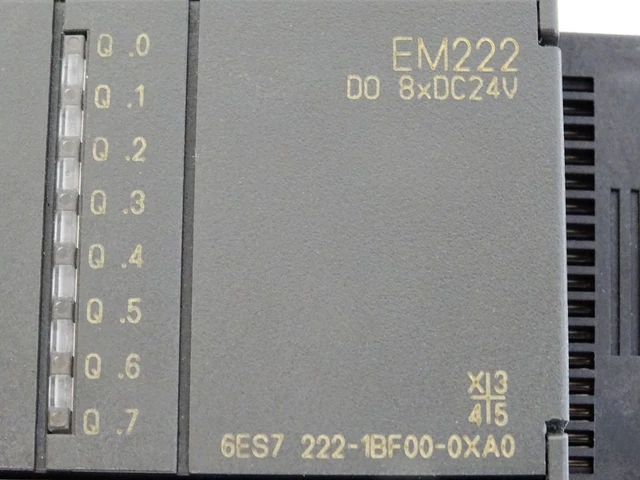 Q .0
Q .1
Q .2
Q .3
Q .4
Q .5
Q .6
Q .7
EM222
DO 8xDC24V
X 3
4 5
6ES7 222-1BF00-0XA0